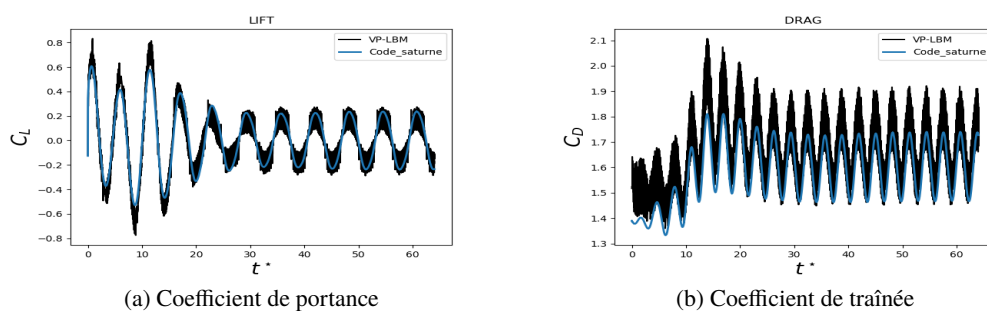 LIFT
VP-LBM
Code_saturne
0.8
0.6
0.4
0.2
0.0
−0.2
−0.4
−0.6
−0.8
C_L
0 10 20 30 40 50 60
t*
(a) Coefficient de portance
DRAG
VP-LBM
Code_saturne
2.1
2.0
1.9
1.8
1.7
1.6
1.5
1.4
1.3
C_D
0 10 20 30 40 50 60
t*
(b) Coefficient de traînée